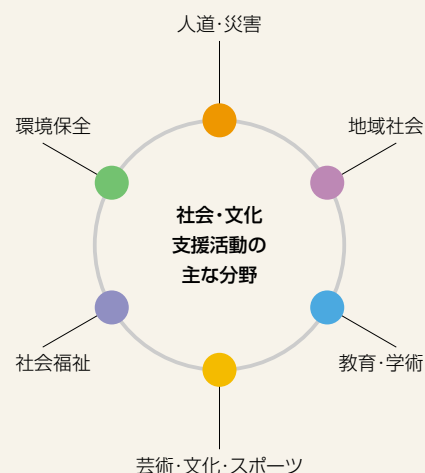 人道・災害
環境保全
地域社会
社会・文化
支援活動の
主な分野
社会福祉
教育・学術
芸術・文化・スポーツ